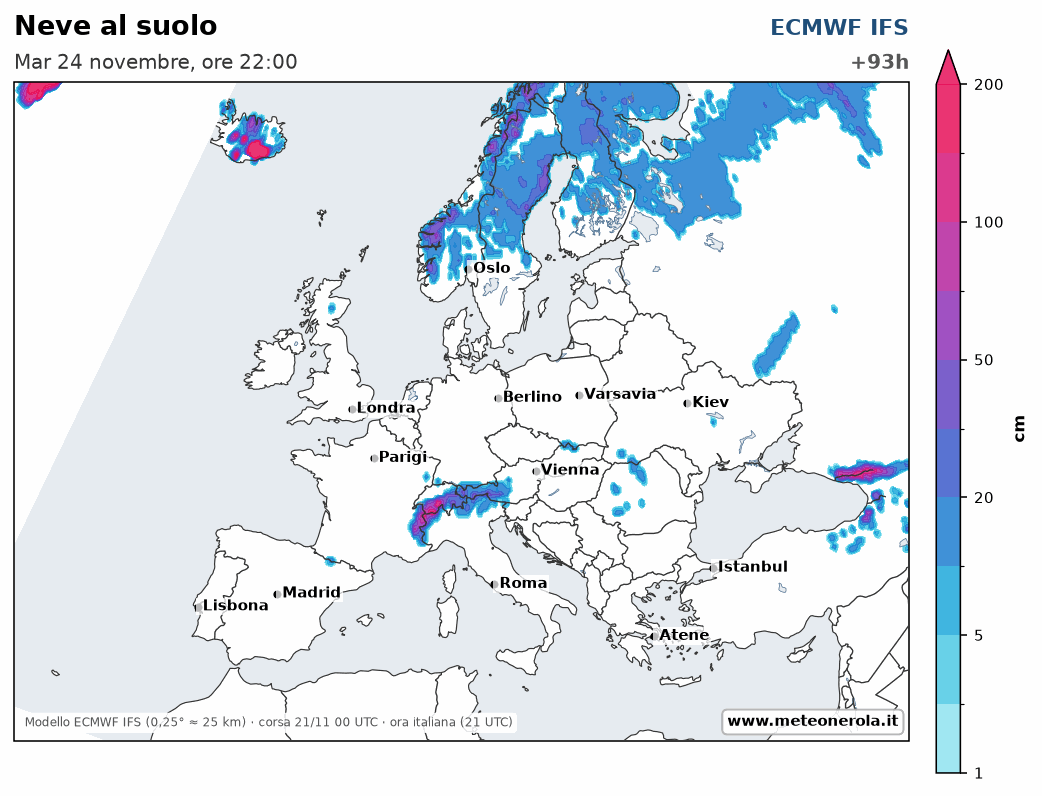 Neve al suolo
ECMWF IFS
Mar 24 novembre, ore 22:00
+93h
200
100
50
20
5
1
cm
Oslo
Berlino
Varsavia
Kiev
Londra
Parigi
Vienna
Istanbul
Roma
Madrid
Lisbona
Atene
Modello ECMWF IFS (0,25° ≈ 25 km) · corsa 21/11 00 UTC · ora italiana (21 UTC)
www.meteonerola.it